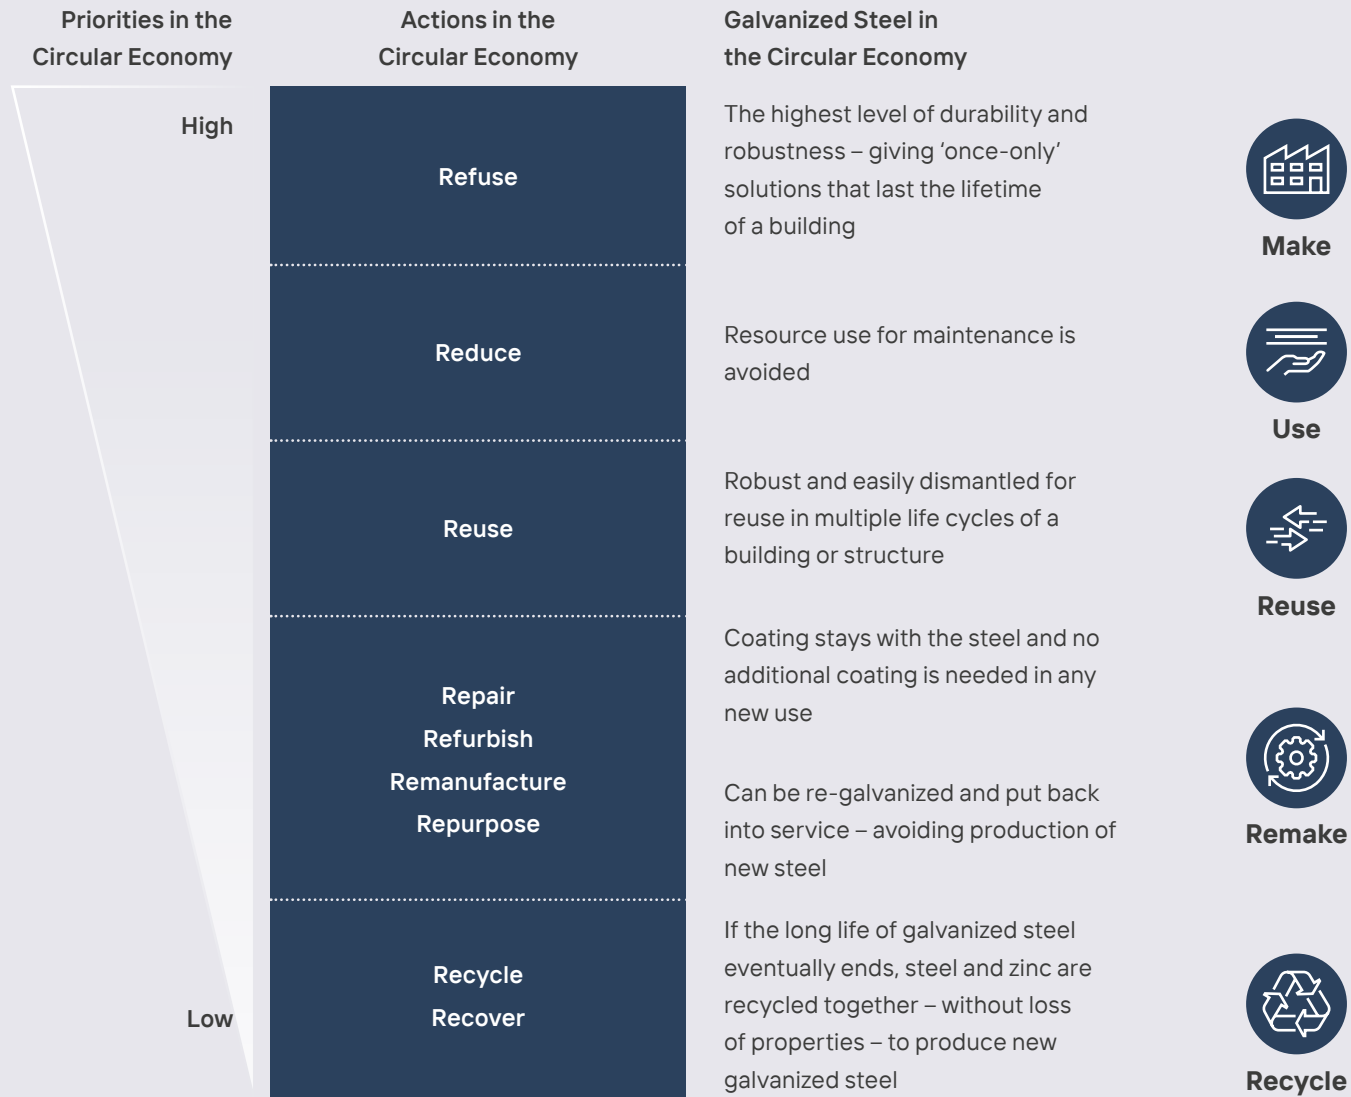 Priorities in the
Circular Economy
Actions in the
Circular Economy
Galvanized Steel in
the Circular Economy
High
Refuse
The highest level of durability and
robustness – giving ‘once-only’
solutions that last the lifetime
of a building
Make
Reduce
Resource use for maintenance is
avoided
Use
Reuse
Robust and easily dismantled for
reuse in multiple life cycles of a
building or structure
Reuse
Repair
Refurbish
Remanufacture
Repurpose
Coating stays with the steel and no
additional coating is needed in any
new use
Can be re-galvanized and put back
into service – avoiding production of
new steel
Remake
Low
Recycle
Recover
If the long life of galvanized steel
eventually ends, steel and zinc are
recycled together – without loss
of properties – to produce new
galvanized steel
Recycle